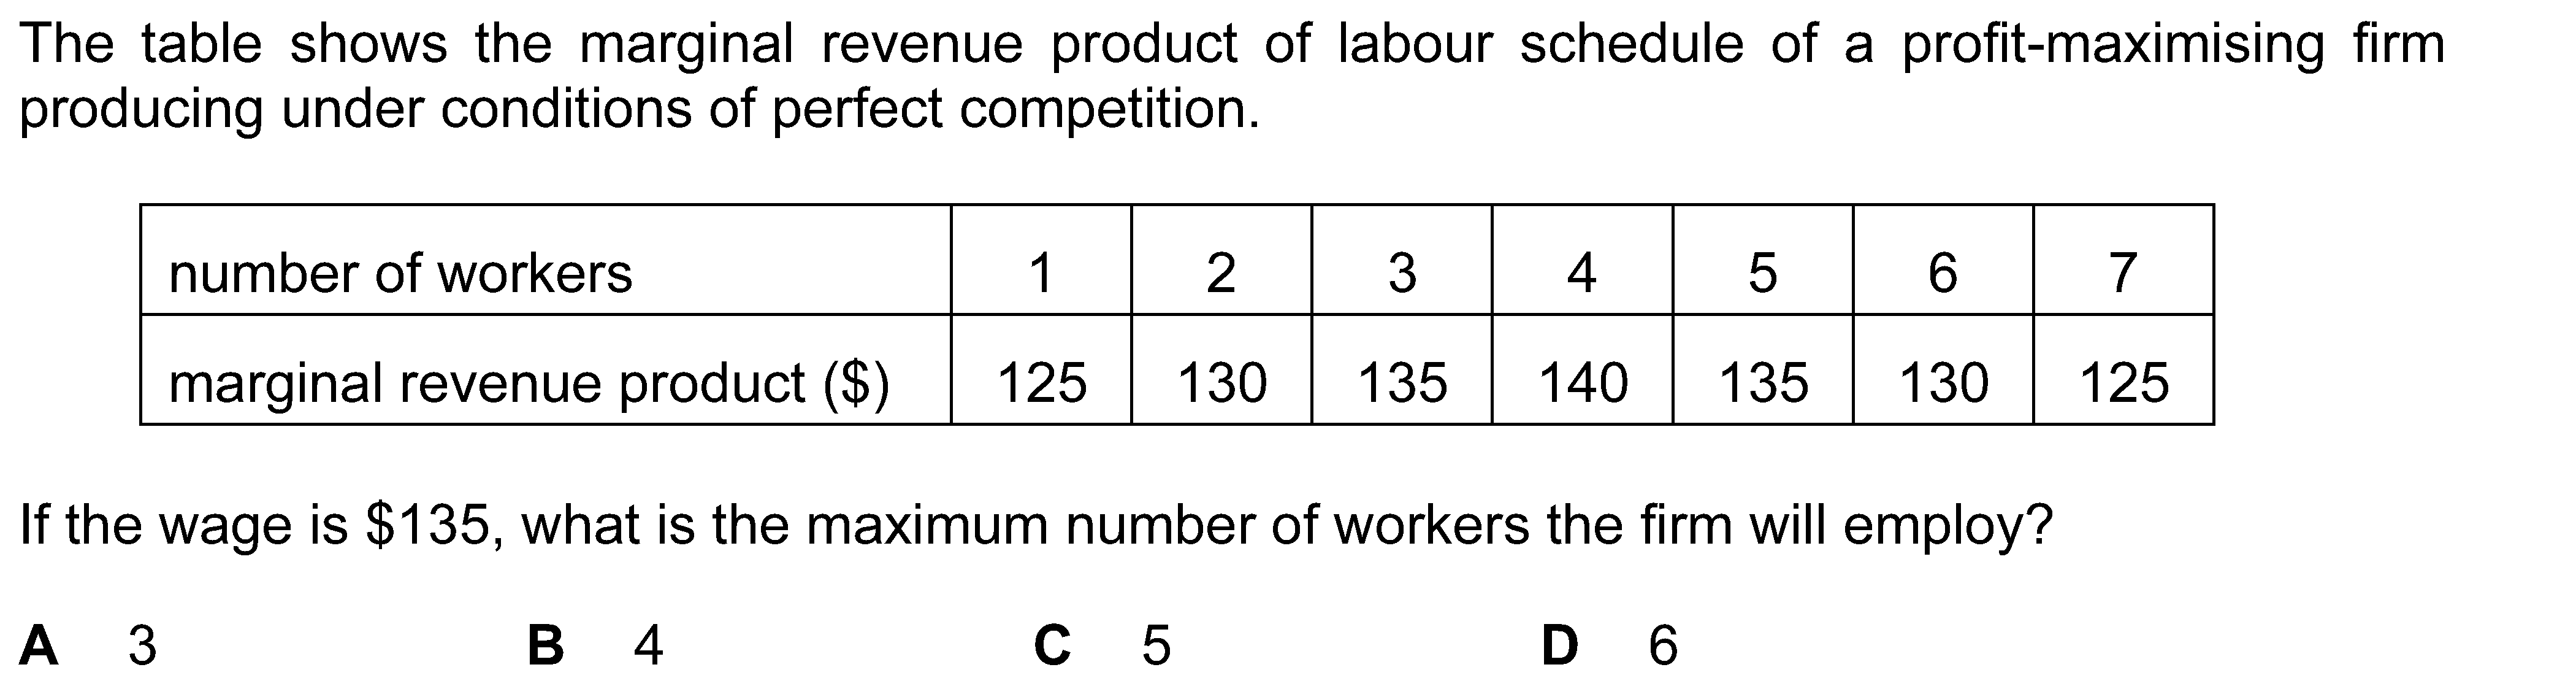 The table shows the marginal revenue product of labour schedule of a profit-maximising firm
producing under conditions of perfect competition.
number of workers 1 2 3 4 5 6 7
marginal revenue product ($) 125 130 135 140 135 130 125
If the wage is $135, what is the maximum number of workers the firm will employ?
A 3 B 4 C 5 D 6